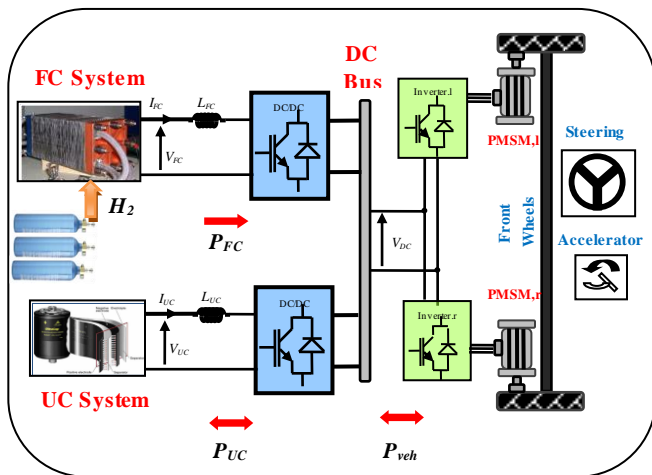 FC System
DC
Bus
I_FC
L_FC
DC/DC
V_FC
H2
P_FC
Inverter.l
PMSM,l
Steering
Front
Wheels
Accelerator
V_DC
I_UC
L_UC
DC/DC
V_UC
UC System
P_UC
Inverter.r
PMSM,r
P_veh